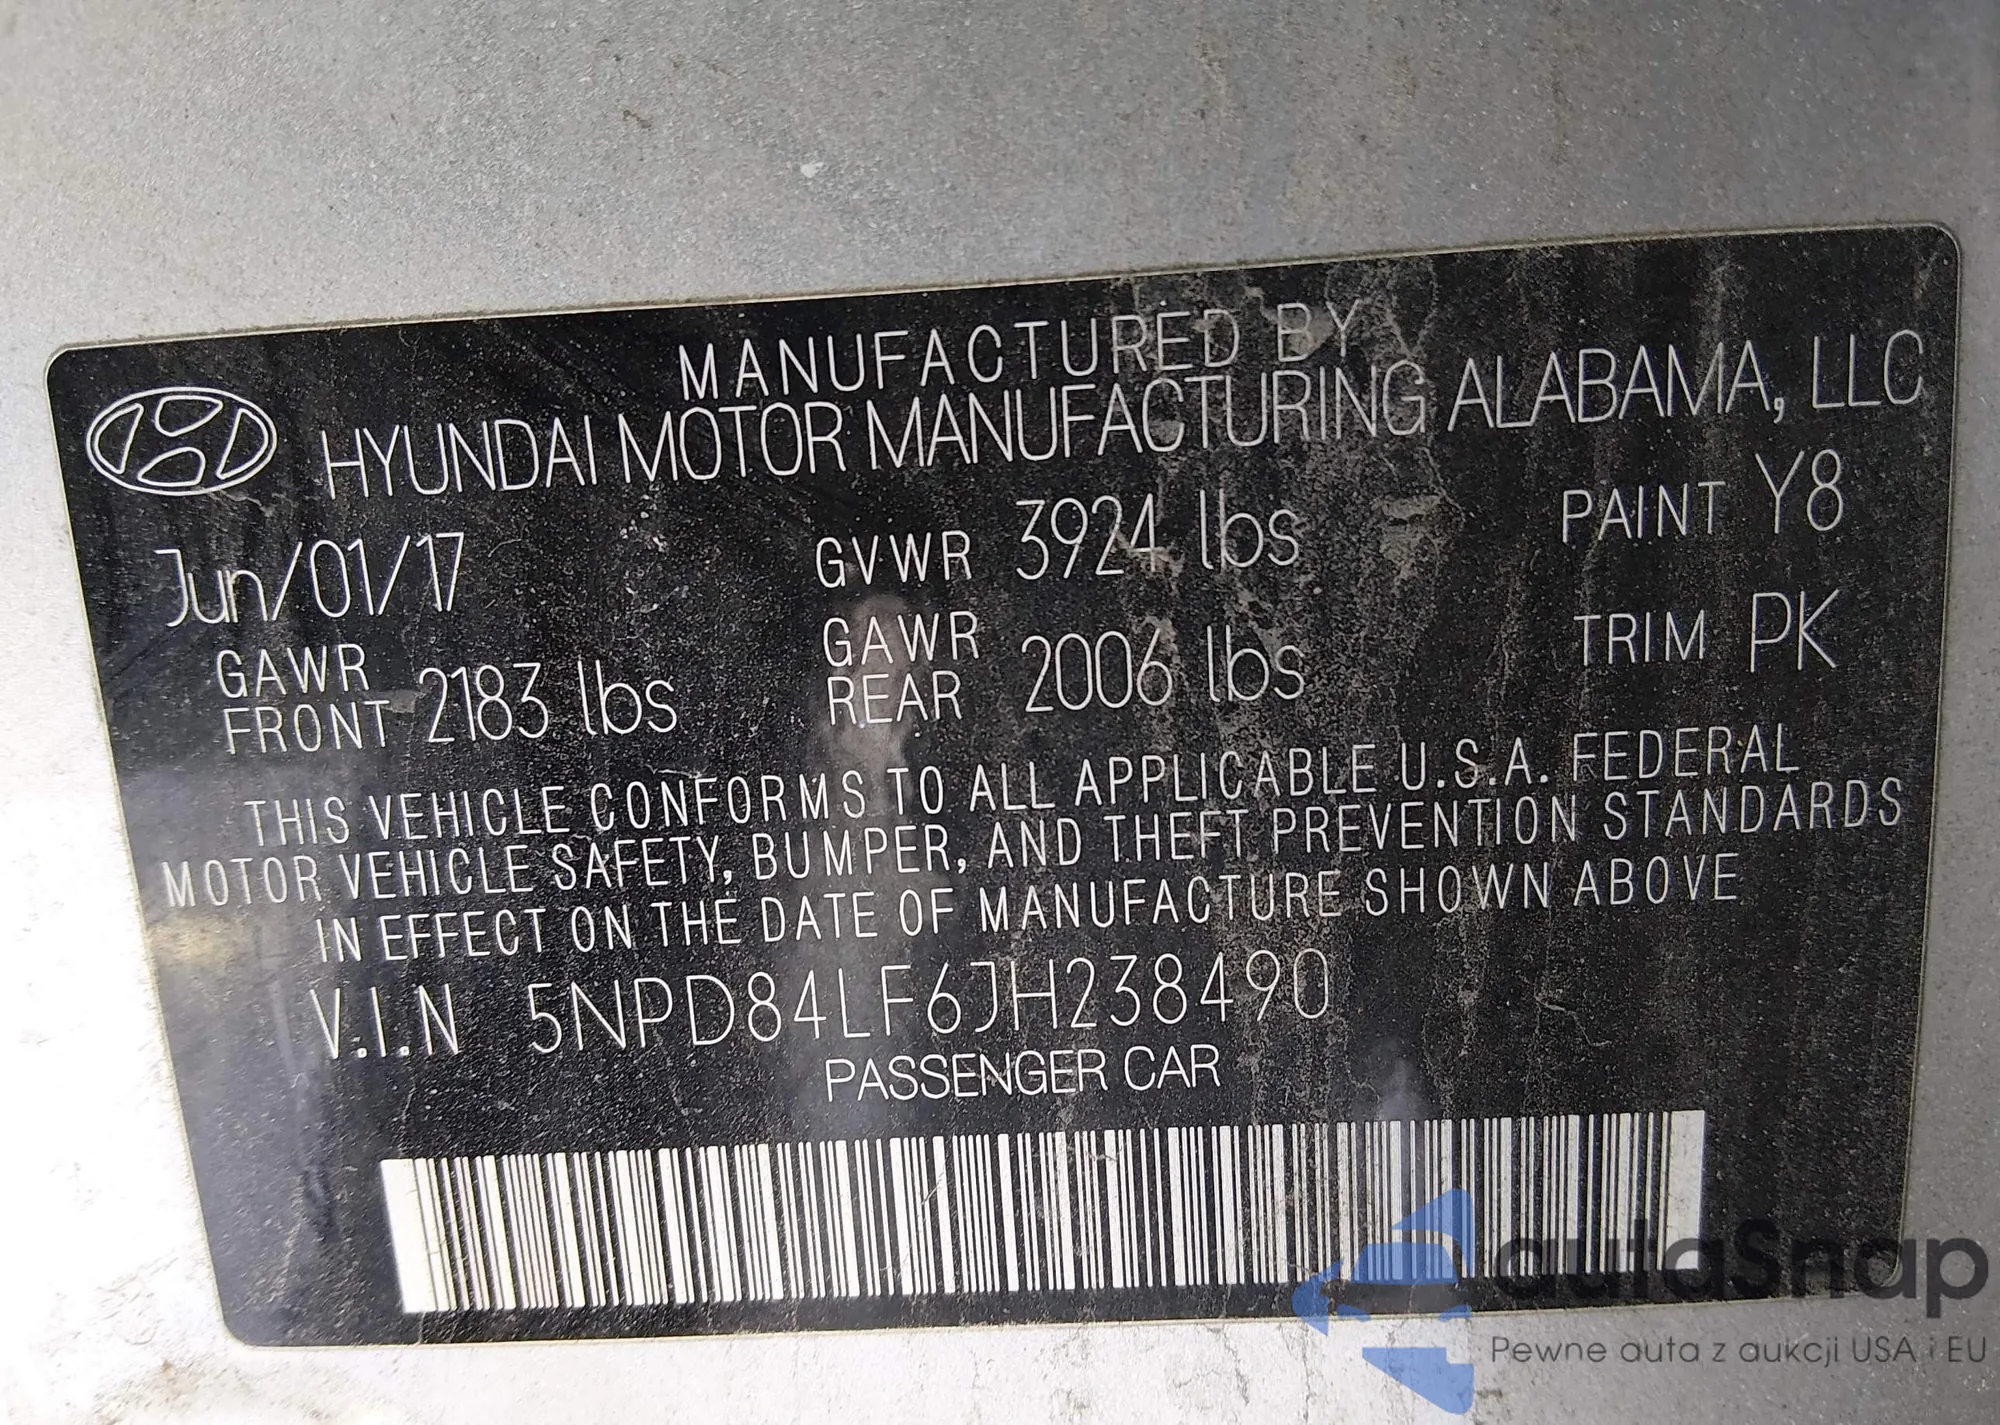 MANUFACTURED BY
HYUNDAI MOTOR MANUFACTURING ALABAMA, LLC
Jun/01/17 GVWR 3924 lbs PAINT Y8
GAWR FRONT 2183 lbs GAWR REAR 2006 lbs TRIM PK
THIS VEHICLE CONFORMS TO ALL APPLICABLE U.S.A. FEDERAL
MOTOR VEHICLE SAFETY, BUMPER, AND THEFT PREVENTION STANDARDS
IN EFFECT ON THE DATE OF MANUFACTURE SHOWN ABOVE
V.I.N 5NPD84LF6JH238490
PASSENGER CAR
autaSnap
Pewne auta z aukcji USA i EU